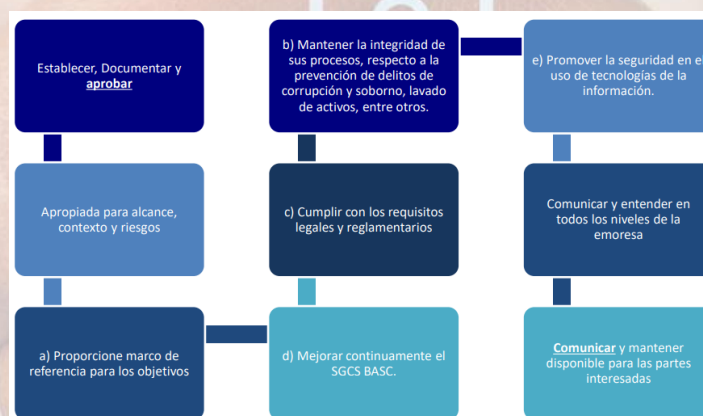 Establecer, Documentar y
aprobar
Apropiada para alcance,
contexto y riesgos
a) Proporcione marco de
referencia para los objetivos
d) Mejorar continuamente el
SGCS BASC.
c) Cumplir con los requisitos
legales y reglamentarios
b) Mantener la integridad de
sus procesos, respecto a la
prevención de delitos de
corrupción y soborno, lavado
de activos, entre otros.
e) Promover la seguridad en el
uso de tecnologías de la
información.
Comunicar y entender en
todos los niveles de la
emoresa
Comunicar y mantener
disponible para las partes
interesadas